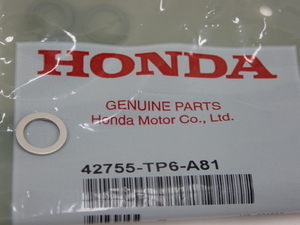 HONDA
GENUINE PARTS
Honda Motor Co., Ltd.
42755-TP6-A81